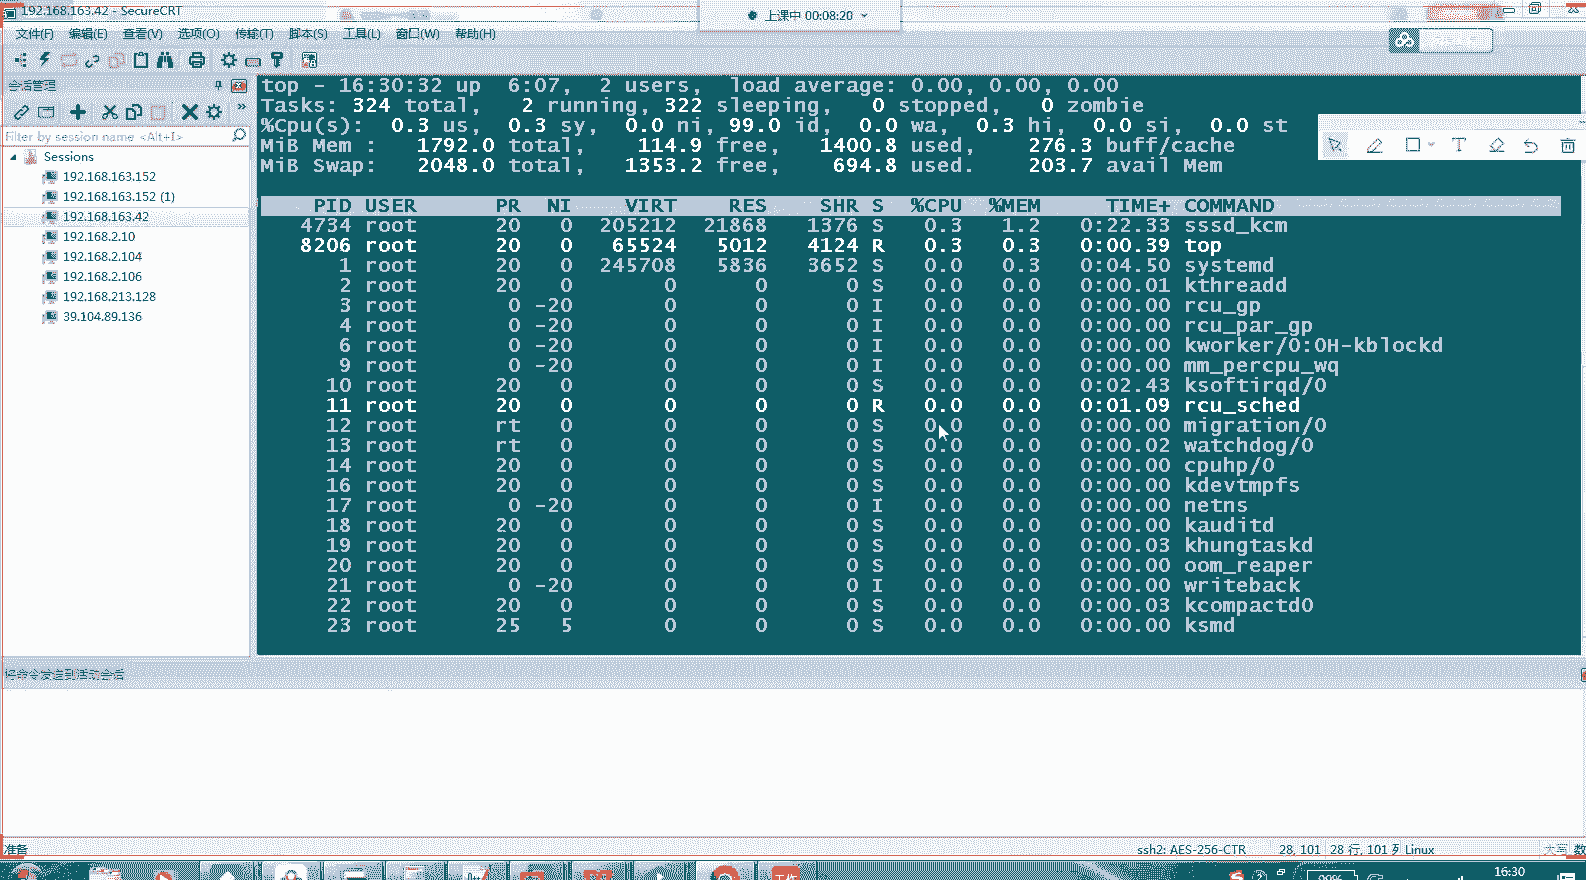 192.168.163.42 - SecureCRT
上课中 00:08:20
文件(F) 编辑(E) 查看(V) 选项(O) 传输(T) 脚本(S) 工具(L) 窗口(W) 帮助(H)
会话管理
Filter by session name <Alt+I>
Sessions
192.168.163.152
192.168.163.152 (1)
192.168.163.42
192.168.2.10
192.168.2.104
192.168.2.106
192.168.213.128
39.104.89.136
top - 16:30:32 up  6:07,  2 users,  load average: 0.00, 0.00, 0.00
Tasks: 324 total,   2 running, 322 sleeping,   0 stopped,   0 zombie
%Cpu(s):  0.3 us,  0.3 sy,  0.0 ni, 99.0 id,  0.0 wa,  0.3 hi,  0.0 si,  0.0 st
MiB Mem :   1792.0 total,    114.9 free,   1400.8 used,    276.3 buff/cache
MiB Swap:   2048.0 total,   1353.2 free,    694.8 used.    203.7 avail Mem
PID USER PR NI VIRT RES SHR S %CPU %MEM TIME+ COMMAND
4734 root 20 0 205212 21868 1376 S 0.3 1.2 0:22.33 sssd_kcm
8206 root 20 0 65524 5012 4124 R 0.3 0.3 0:00.39 top
1 root 20 0 245708 5836 3652 S 0.0 0.3 0:04.50 systemd
2 root 20 0 0 0 0 S 0.0 0.0 0:00.01 kthreadd
3 root 0 -20 0 0 0 I 0.0 0.0 0:00.00 rcu_gp
4 root 0 -20 0 0 0 I 0.0 0.0 0:00.00 rcu_par_gp
6 root 0 -20 0 0 0 I 0.0 0.0 0:00.00 kworker/0:0H-kblockd
9 root 0 -20 0 0 0 I 0.0 0.0 0:00.00 mm_percpu_wq
10 root 20 0 0 0 0 S 0.0 0.0 0:02.43 ksoftirqd/0
11 root 20 0 0 0 0 R 0.0 0.0 0:01.09 rcu_sched
12 root rt 0 0 0 0 S 0.0 0.0 0:00.00 migration/0
13 root rt 0 0 0 0 S 0.0 0.0 0:00.02 watchdog/0
14 root 20 0 0 0 0 S 0.0 0.0 0:00.00 cpuhp/0
16 root 20 0 0 0 0 S 0.0 0.0 0:00.00 kdevtmpfs
17 root 0 -20 0 0 0 I 0.0 0.0 0:00.00 netns
18 root 20 0 0 0 0 S 0.0 0.0 0:00.00 kauditd
19 root 20 0 0 0 0 S 0.0 0.0 0:00.03 khungtaskd
20 root 20 0 0 0 0 S 0.0 0.0 0:00.00 oom_reaper
21 root 0 -20 0 0 0 I 0.0 0.0 0:00.00 writeback
22 root 20 0 0 0 0 S 0.0 0.0 0:00.03 kcompactd0
23 root 25 5 0 0 0 S 0.0 0.0 0:00.00 ksmd
将命令发送到活动会话
准备
ssh2: AES-256-CTR 28, 101 28 行, 101 列 Linux 大写 数
99% 16:30